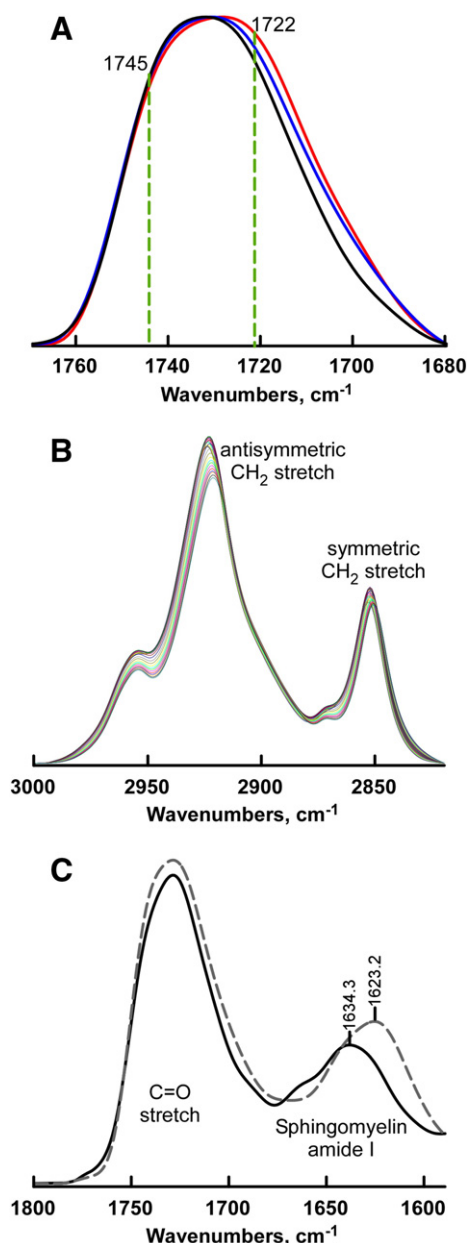 A
1745
1722
1760 1740 1720 1700 1680
Wavenumbers, cm-1
B
antisymmetric
CH2 stretch
symmetric
CH2 stretch
3000 2950 2900 2850
Wavenumbers, cm-1
C
1634.3
1623.2
C=O
stretch
Sphingomyelin
amide I
1800 1750 1700 1650 1600
Wavenumbers, cm-1